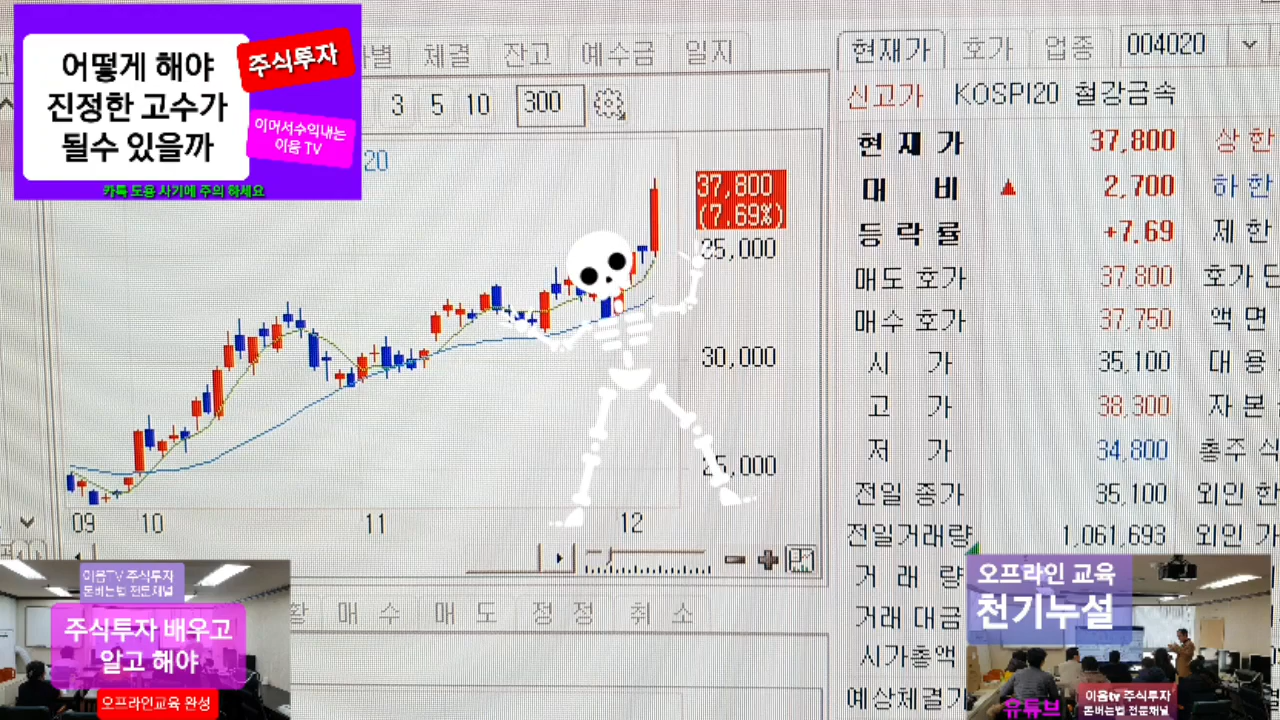 어떻게 해야
진정한 고수가
될수 있을까
주식투자
이어서수익내는
이음 TV
카톡 도용 사기에 주의 하세요
별 체결 잔고 예수금 일지
3 5 10 300
20
37,800
(7.69%)
35,000
30,000
25,000
09 10 11 12
현재가 호가 업종 004020
신고가 KOSPI20 철강금속
현 재 가 37,800 상 한
대 비 ▲ 2,700 하 한
등 락 률 +7.69 제 한
매도 호가 37,800 호가 단
매수 호가 37,750 액 면
시 가 35,100 대 용
고 가 38,300 자 본
저 가 34,800 총주 식
전일 종가 35,100 외인 한
전일거래량 1,061,693 외인 가
거 래 량
거래 대금
시가총액
예상체결가
매 수 매 도 정 정 취 소
이음TV 주식투자
돈버는법 전문채널
주식투자 배우고
알고 해야
오프라인교육 완성
오프라인 교육
천기누설
유튜브
이음tv 주식투자
돈버는법 전문채널